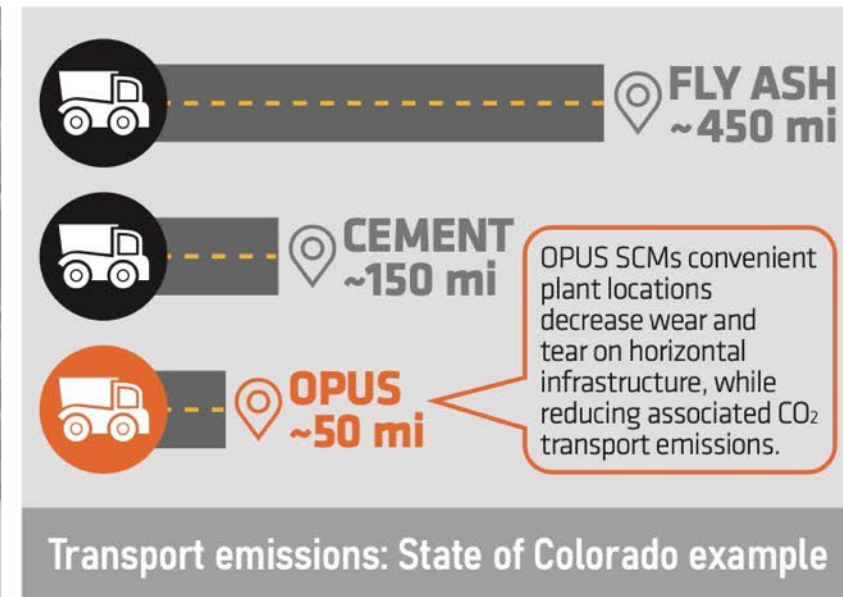 FLY ASH
~450 mi
CEMENT
~150 mi
OPUS
~50 mi
OPUS SCMs convenient
plant locations
decrease wear and
tear on horizontal
infrastructure, while
reducing associated CO₂
transport emissions.
Transport emissions: State of Colorado example